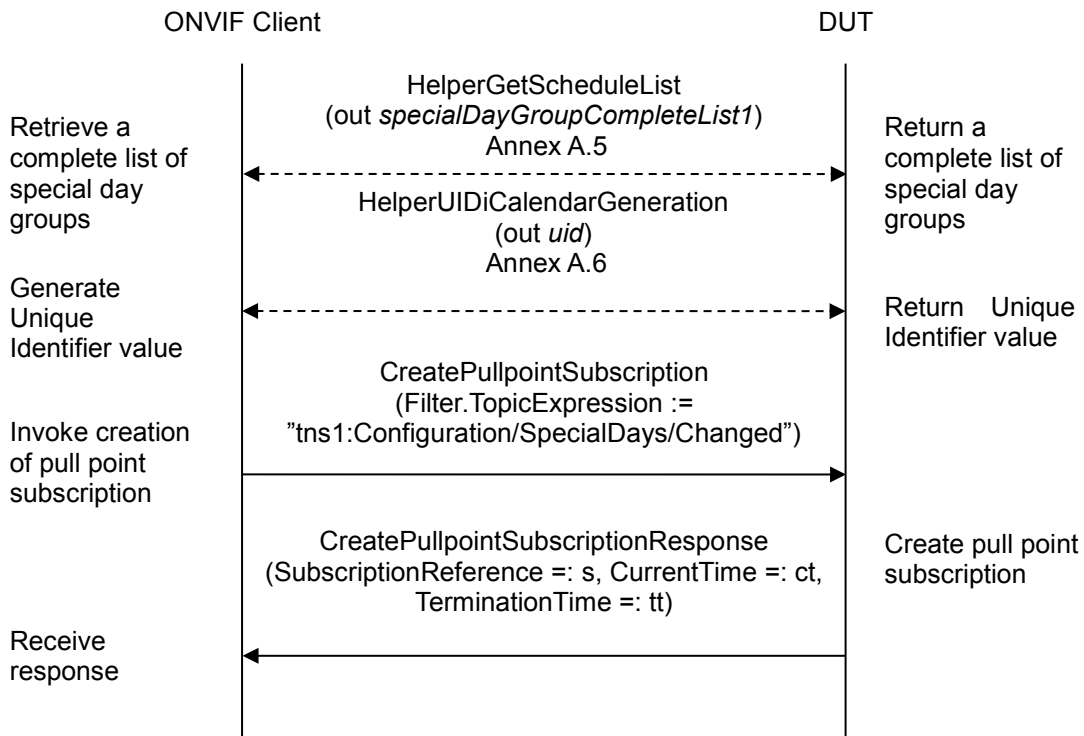 ONVIF Client
DUT
HelperGetScheduleList
(out specialDayGroupCompleteList1)
Annex A.5
Retrieve a
complete list of
special day
groups
Return a
complete list of
special day
groups
HelperUIDiCalendarGeneration
(out uid)
Annex A.6
Generate
Unique
Identifier value
Return Unique
Identifier value
CreatePullpointSubscription
(Filter.TopicExpression :=
”tns1:Configuration/SpecialDays/Changed”)
Invoke creation
of pull point
subscription
CreatePullpointSubscriptionResponse
(SubscriptionReference =: s, CurrentTime =: ct,
TerminationTime =: tt)
Create pull point
subscription
Receive
response